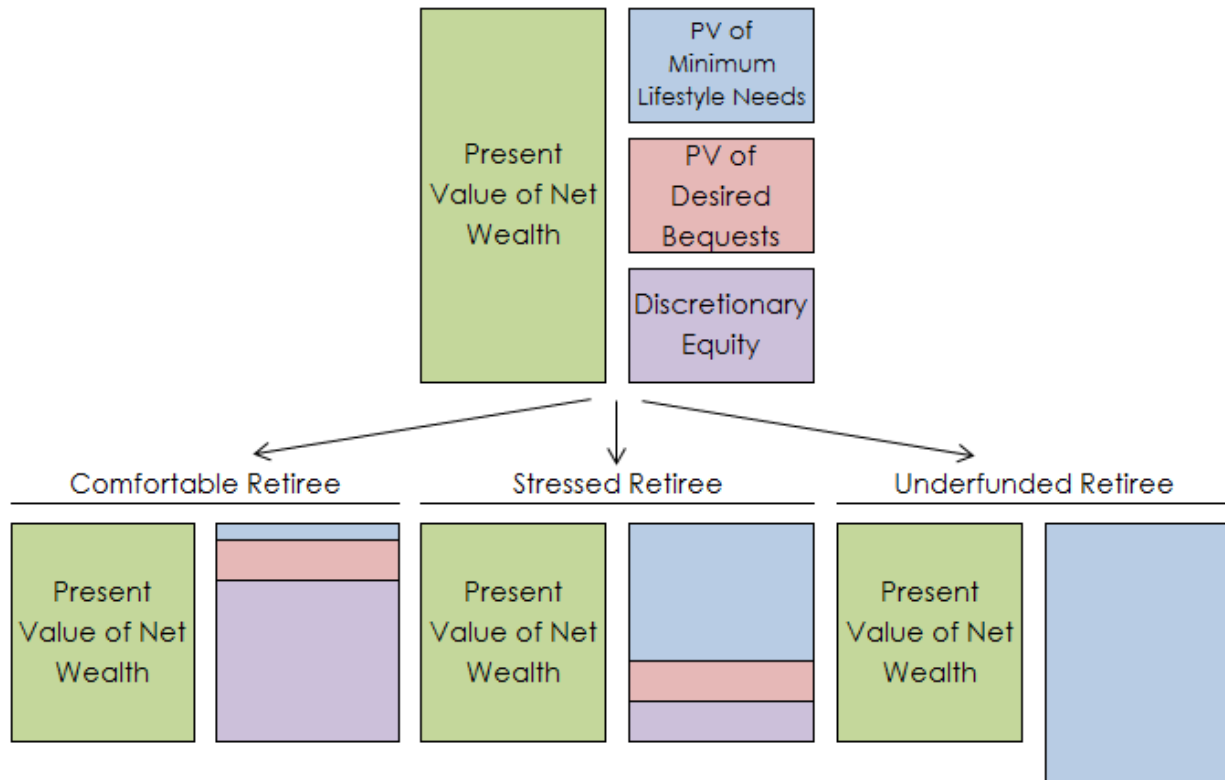 Present
Value of Net
Wealth
PV of
Minimum
Lifestyle Needs
PV of
Desired
Bequests
Discretionary
Equity
Comfortable Retiree
Stressed Retiree
Underfunded Retiree
Present
Value of Net
Wealth
Present
Value of Net
Wealth
Present
Value of Net
Wealth